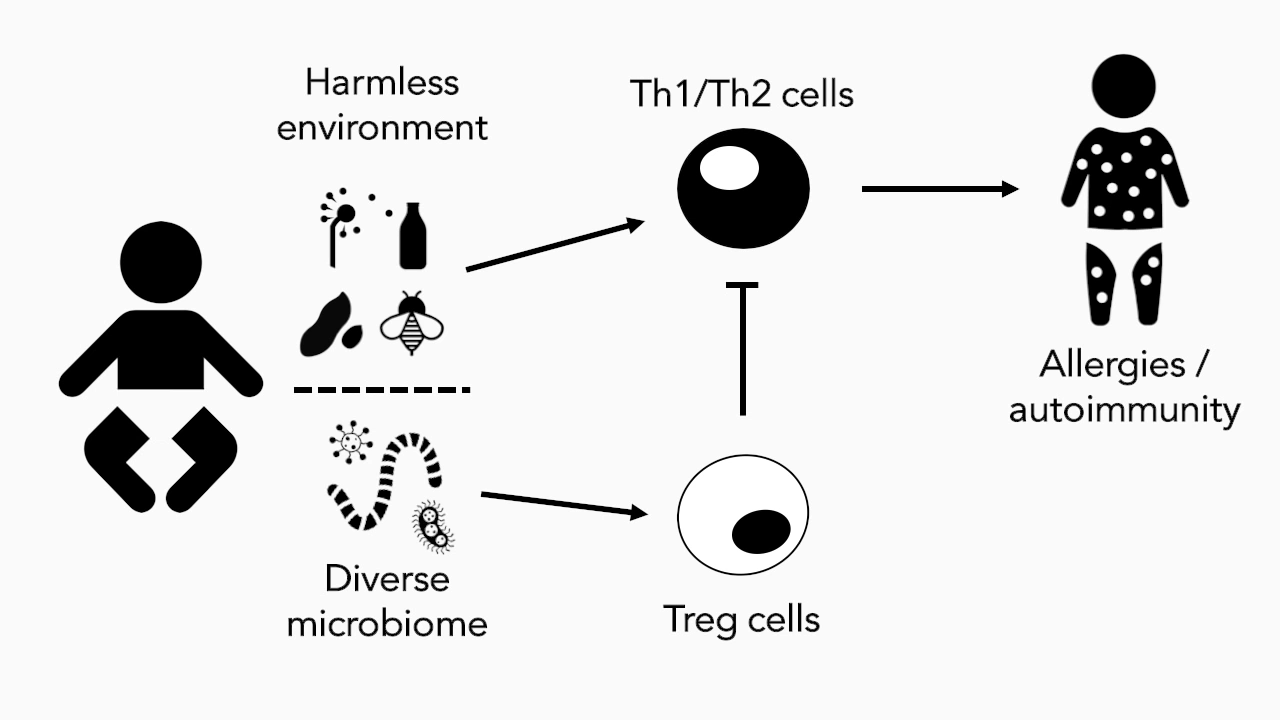 Harmless
environment
Th1/Th2 cells
Allergies /
autoimmunity
Diverse
microbiome
Treg cells